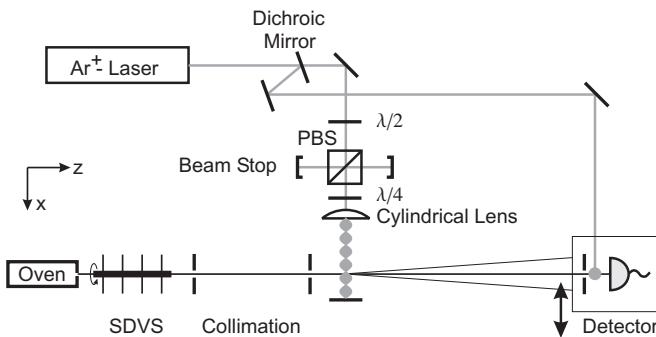 Dichroic
Mirror
Ar+- Laser
λ/2
PBS
Beam Stop
z
x
λ/4
Cylindrical Lens
Oven
SDVS
Collimation
Detector